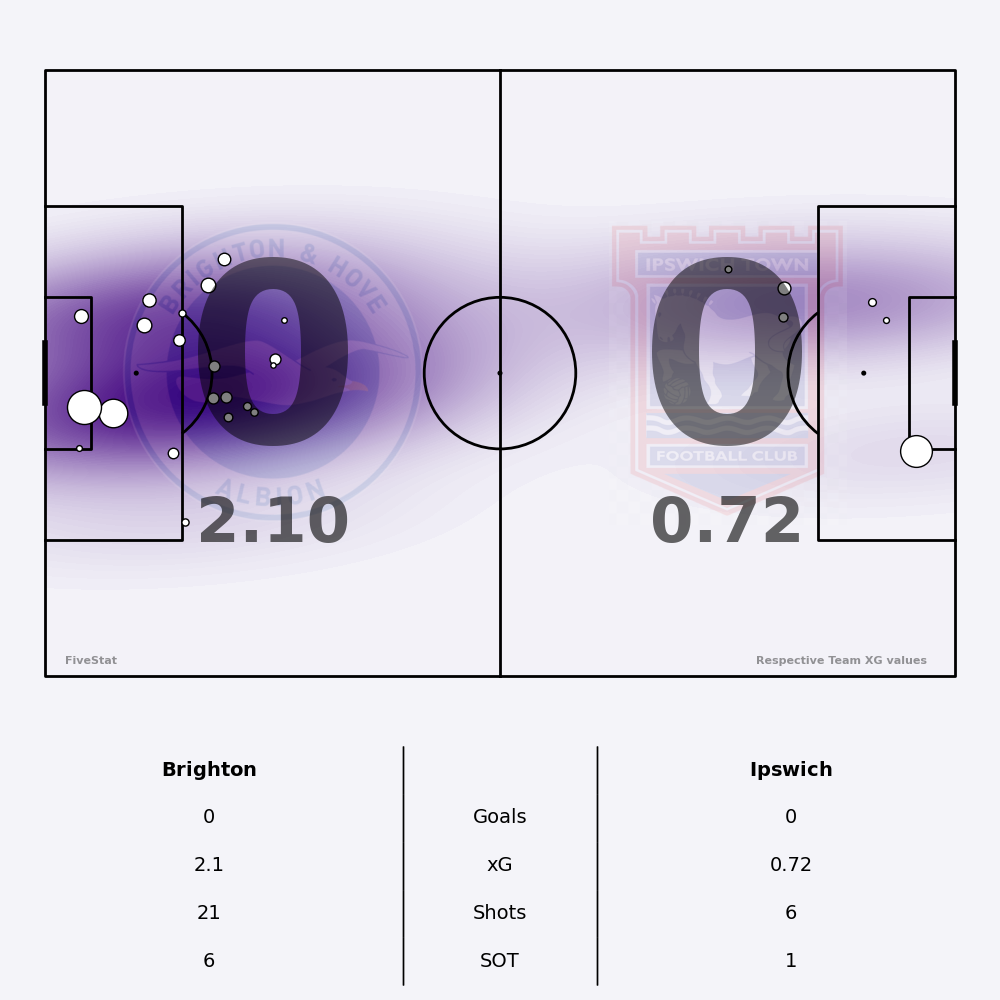 BRIGHTON & HOVE
ALBION
IPSWICH TOWN
FOOTBALL CLUB
0 0
2.10 0.72
FiveStat Respective Team XG values
Brighton Ipswich
0 Goals 0
2.1 xG 0.72
21 Shots 6
6 SOT 1